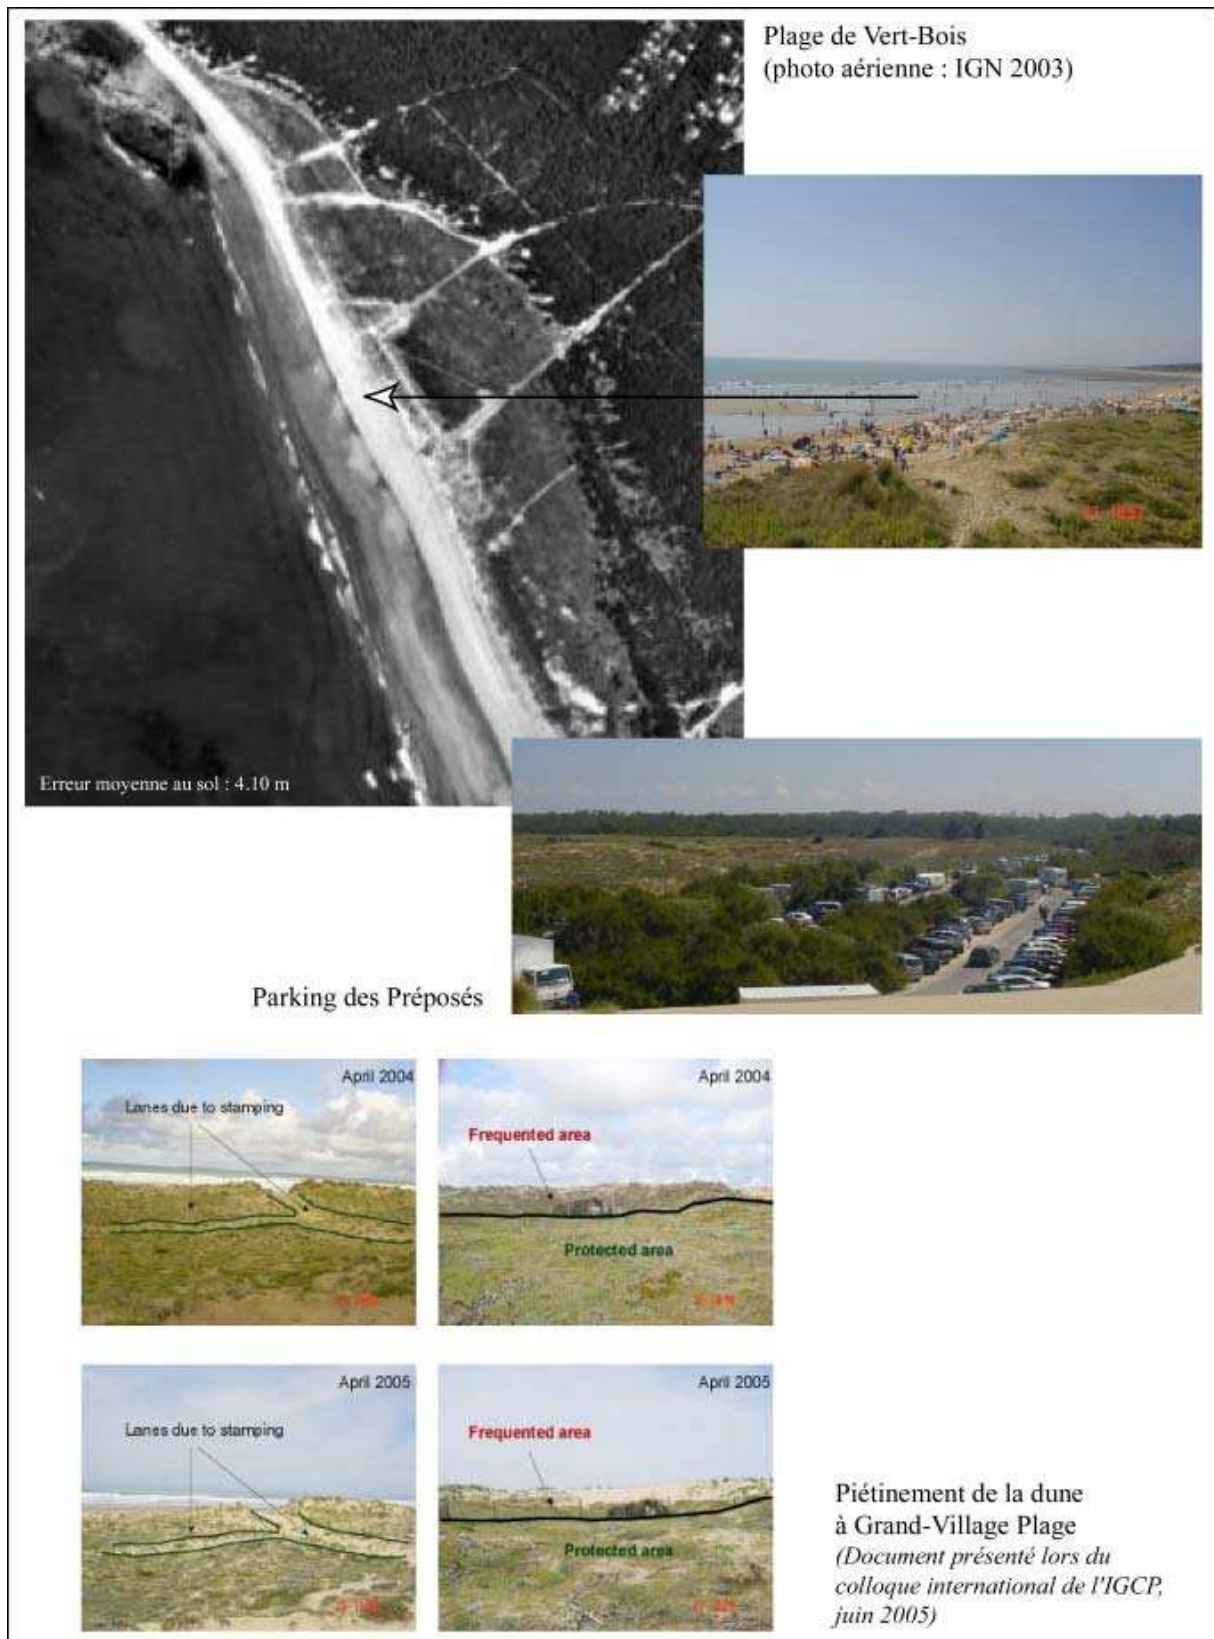 Plage de Vert-Bois
(photo aérienne : IGN 2003)
Erreur moyenne au sol : 4.10 m
Parking des Préposés
April 2004
Lanes due to stamping
April 2004
Frequented area
Protected area
April 2005
Lanes due to stamping
April 2005
Frequented area
Protected area
Piétinement de la dune
à Grand-Village Plage
(Document présenté lors du
colloque international de l'IGCP,
juin 2005)